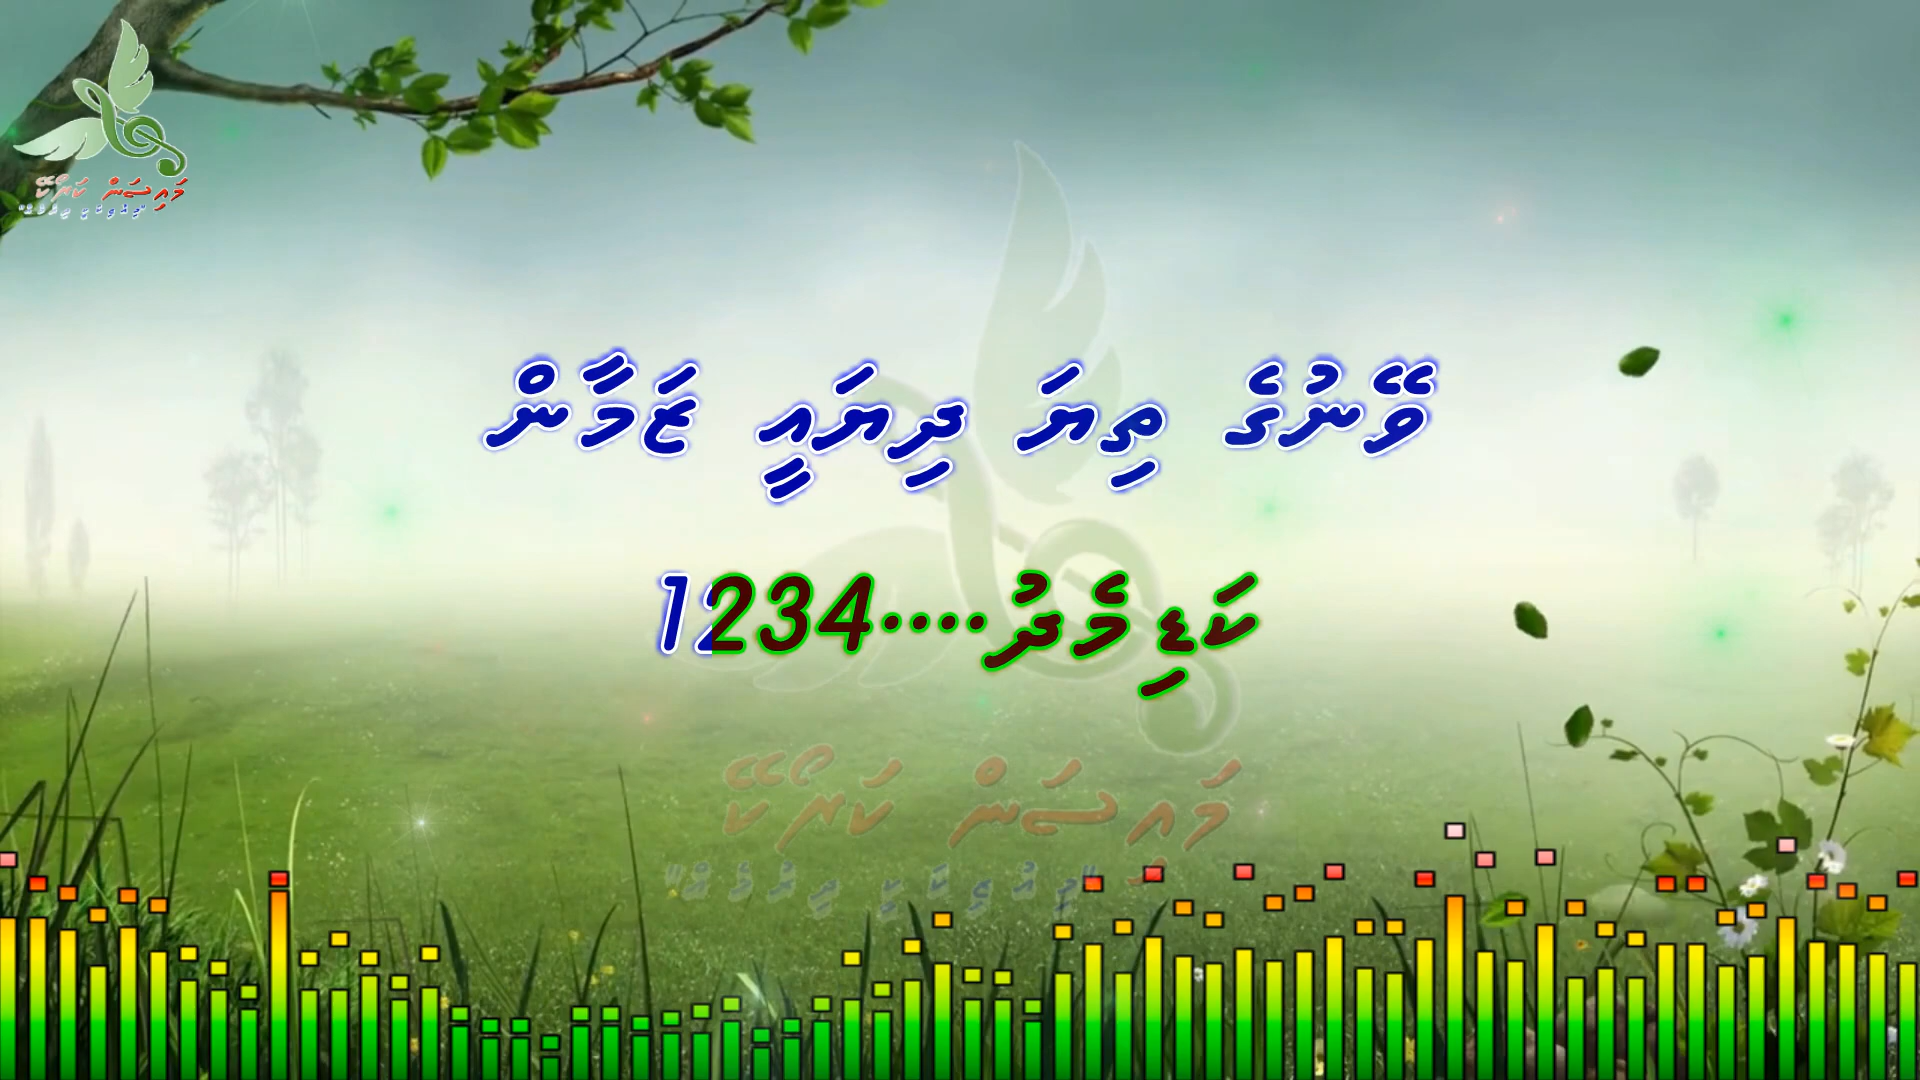 މައިސަން ކަރޯކޭ
ވޭނުގެ ތިޔަ ދިޔައީ ޒަމާން
ކަޑިމެދު....1234
މައިސަން ކަރޯކޭ